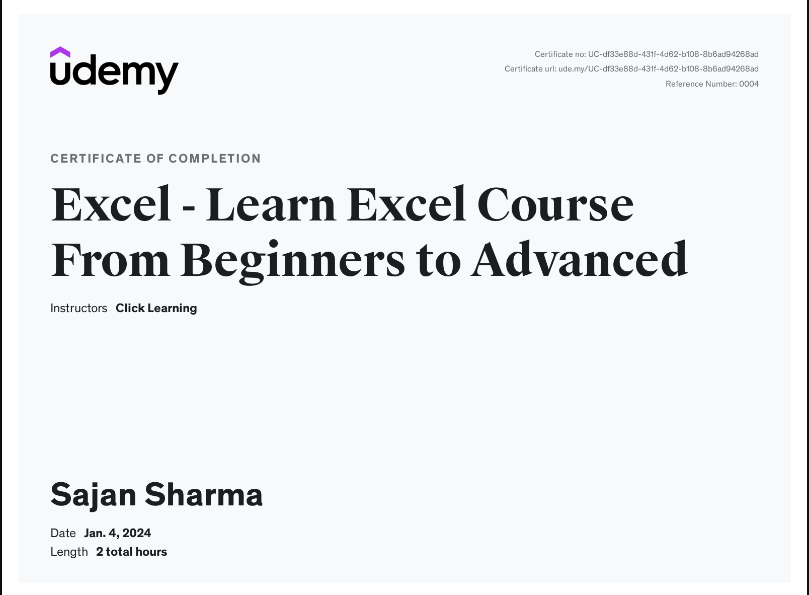 ûdemy
Certificate no: UC-df33e88d-431f-4d62-b108-8b6ad94268ad
Certificate url: ude.my/UC-df33e88d-431f-4d62-b108-8b6ad94268ad
Reference Number: 0004
CERTIFICATE OF COMPLETION
Excel - Learn Excel Course
From Beginners to Advanced
Instructors Click Learning
Sajan Sharma
Date Jan. 4, 2024
Length 2 total hours